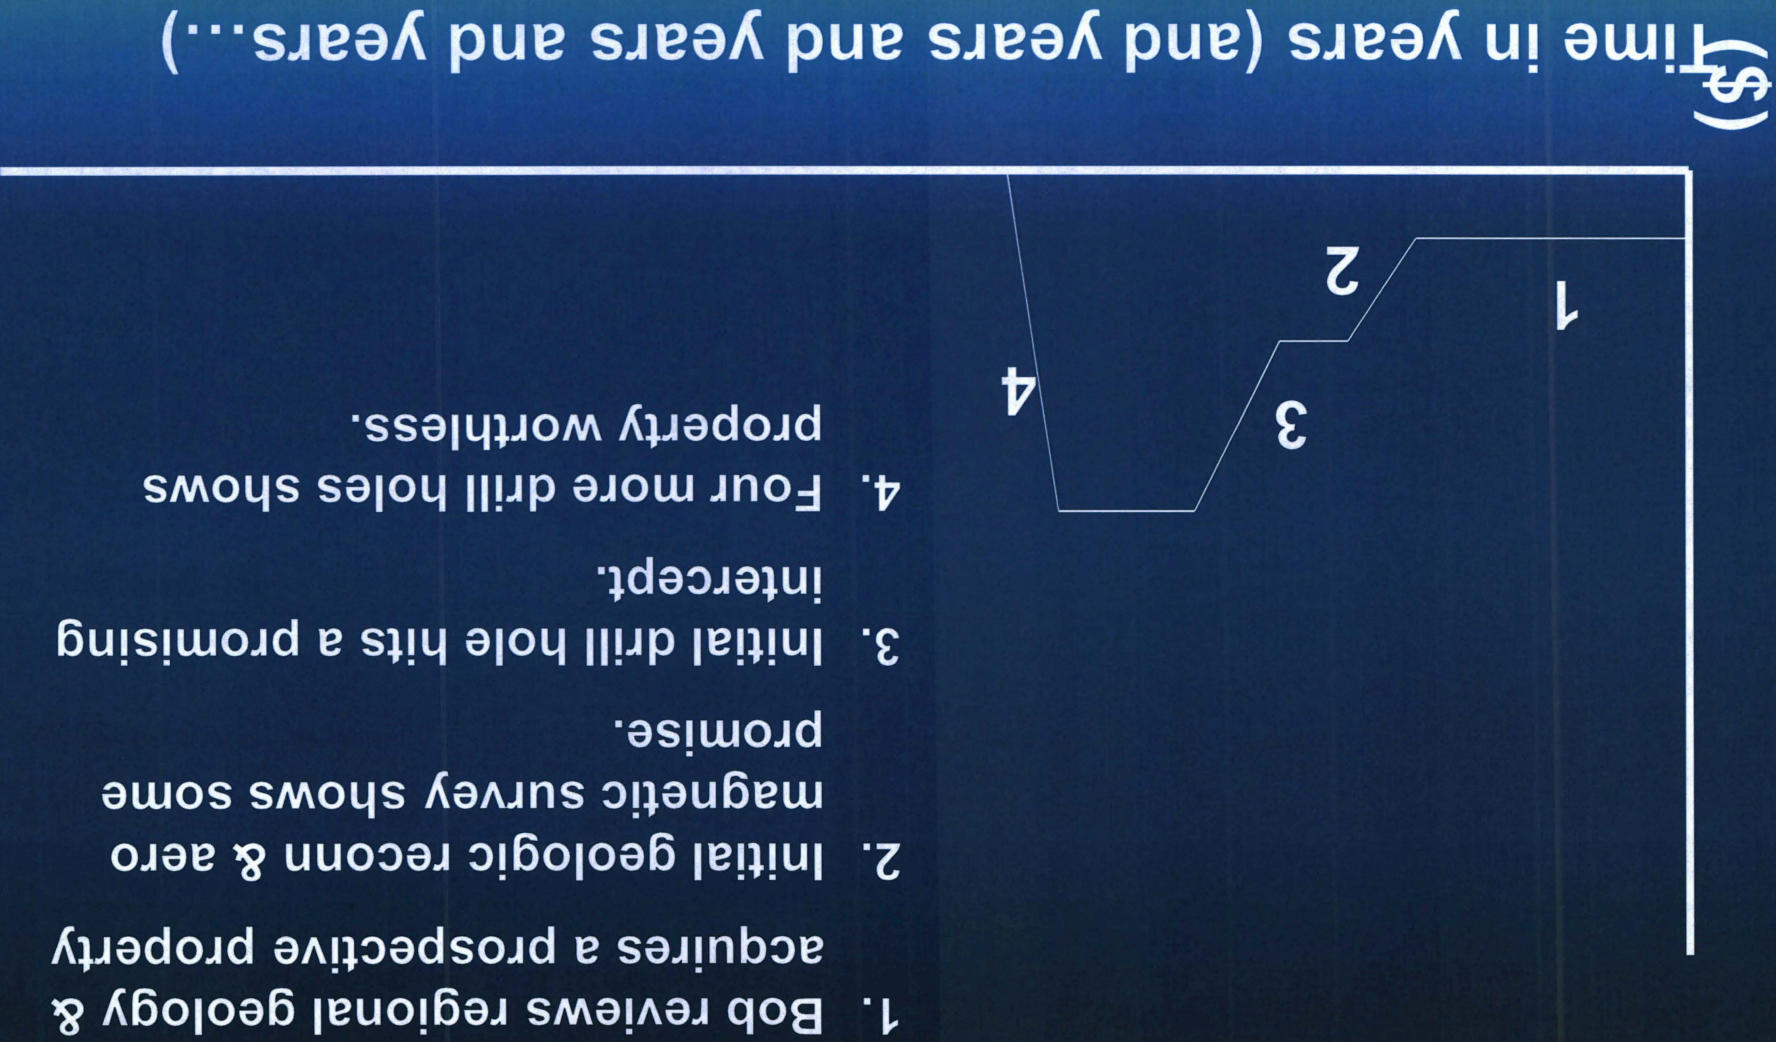 1. Bob reviews regional geology &
acquires a prospective property
2. Initial geologic reconn & aero
magnetic survey shows some
promise.
3. Initial drill hole hits a promising
intercept.
4. Four more drill holes shows
property worthless.
1
2
3
4
($)
Time in years (and years and years and years...)